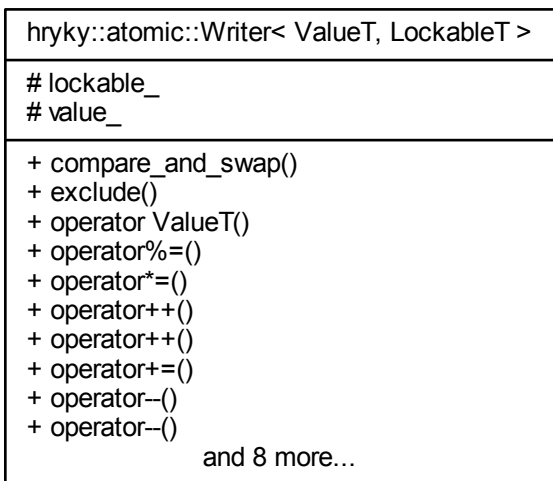 hryky::atomic::Writer< ValueT, LockableT >
# lockable_
# value_
+ compare_and_swap()
+ exclude()
+ operator ValueT()
+ operator%=()
+ operator*=()
+ operator++()
+ operator++()
+ operator+=()
+ operator--()
+ operator--()
and 8 more...